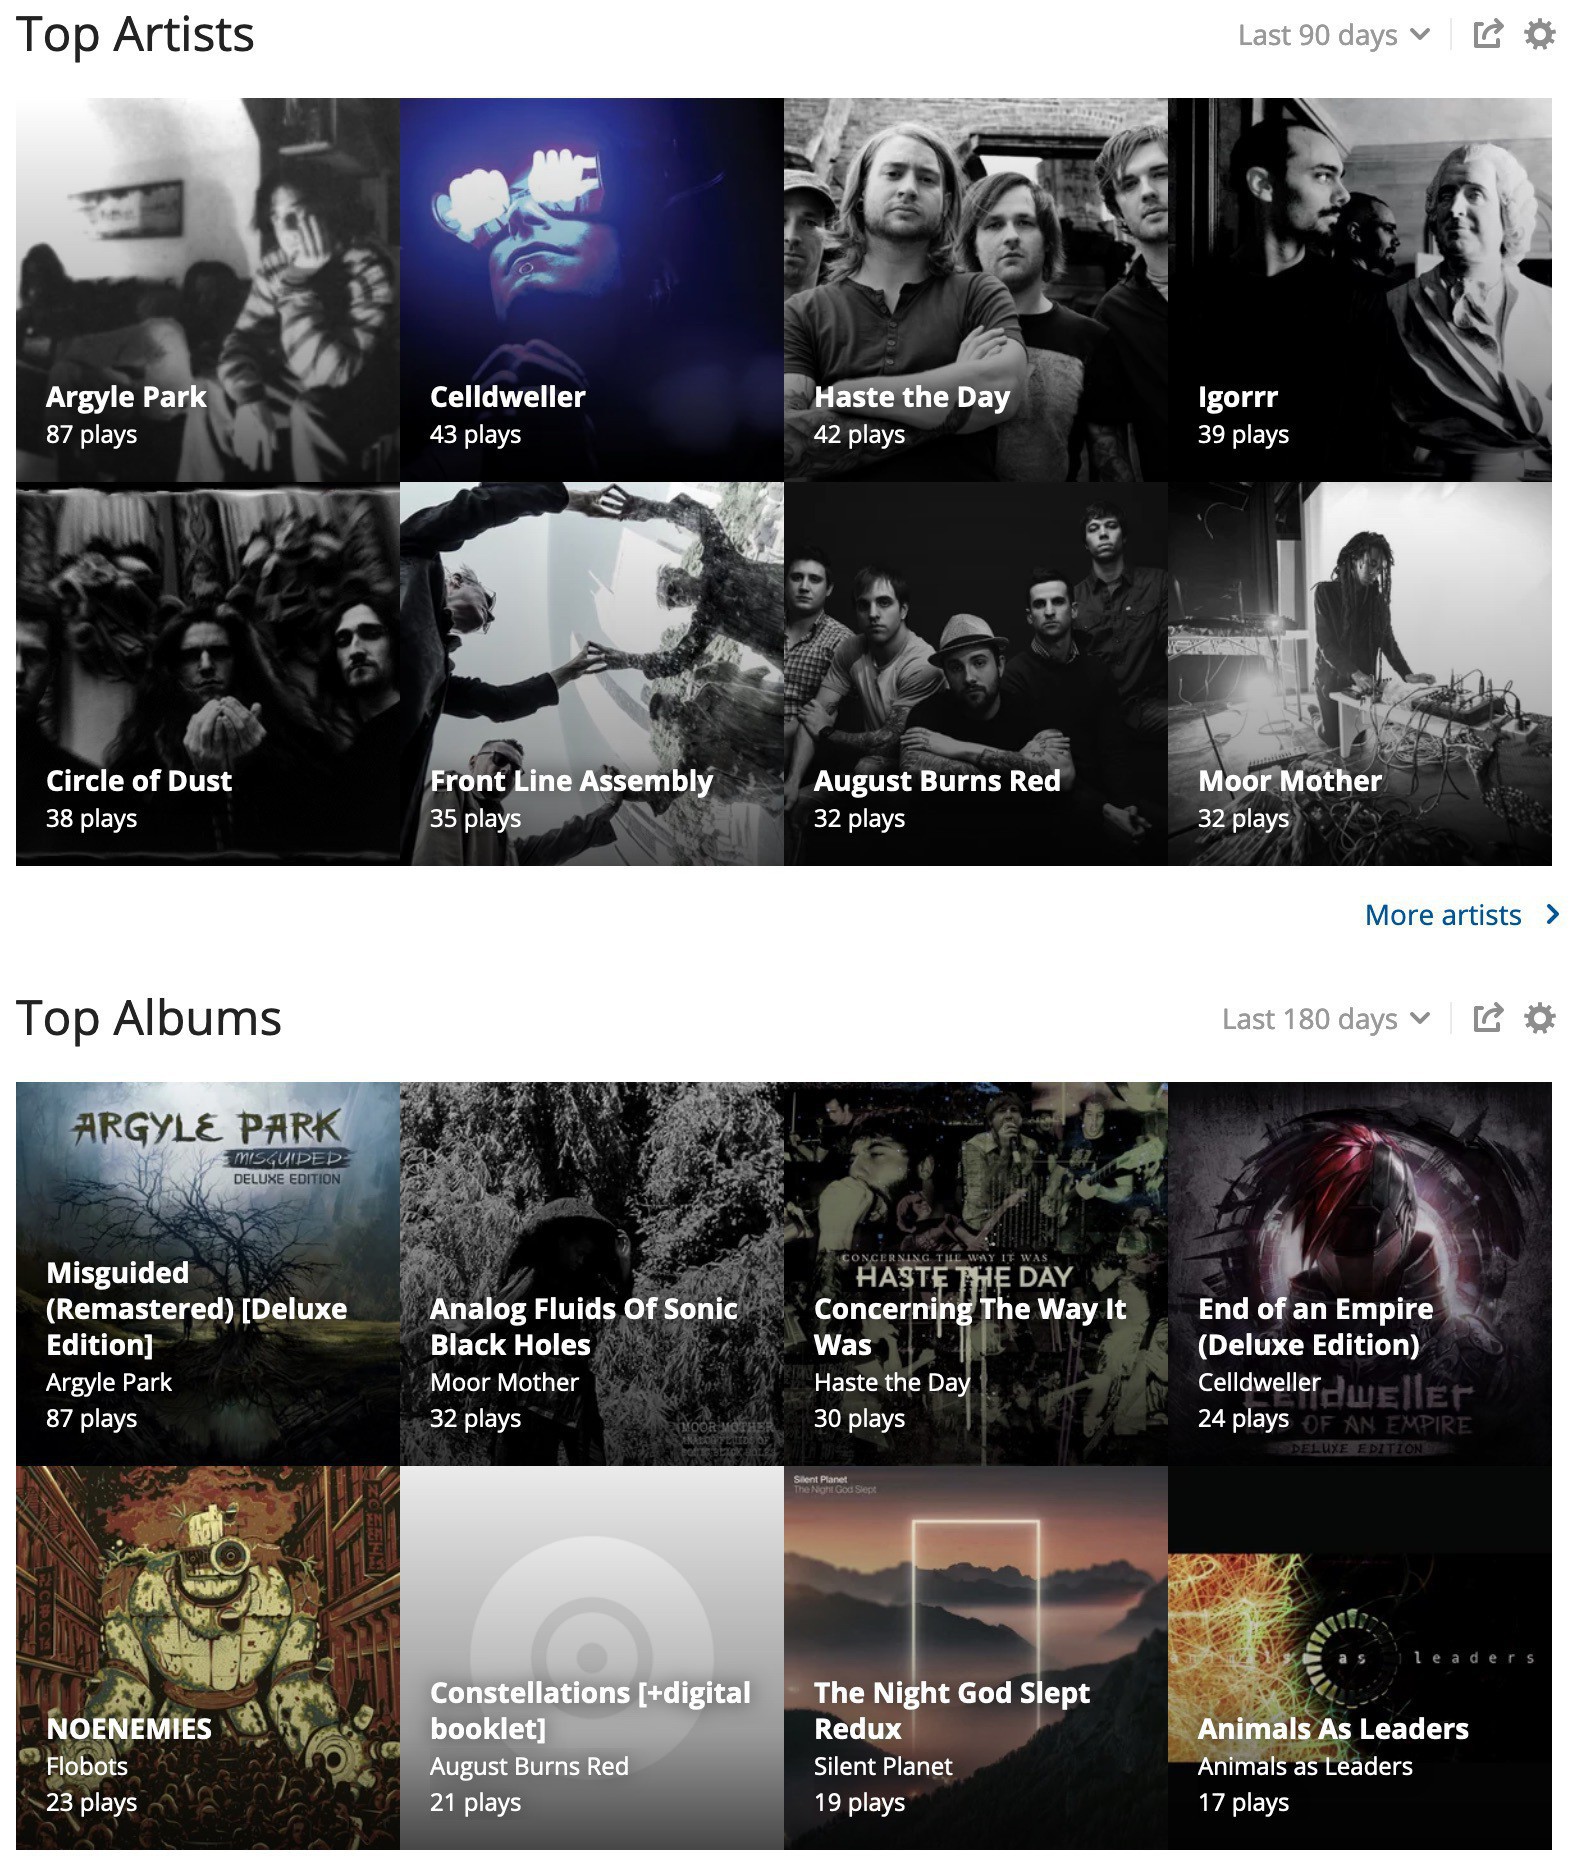 Top Artists
Last 90 days
Argyle Park
87 plays
Celldweller
43 plays
Haste the Day
42 plays
Igorrr
39 plays
Circle of Dust
38 plays
Front Line Assembly
35 plays
August Burns Red
32 plays
Moor Mother
32 plays
More artists
Top Albums
Last 180 days
ARGYLE PARK
MISGUIDED
DELUXE EDITION
Misguided
(Remastered) [Deluxe
Edition]
Argyle Park
87 plays
Analog Fluids Of Sonic
Black Holes
Moor Mother
32 plays
MOOR MOTHER
CONCERNING THE WAY IT WAS
HASTE THE DAY
Concerning The Way It
Was
Haste the Day
30 plays
End of an Empire
(Deluxe Edition)
Celldweller
24 plays
celldweller
OF AN EMPIRE
DELUXE EDITION
NOENEMIES
Flobots
23 plays
Constellations [+digital
booklet]
August Burns Red
21 plays
Silent Planet
The Night God Slept
The Night God Slept
Redux
Silent Planet
19 plays
animals as leaders
Animals As Leaders
Animals as Leaders
17 plays